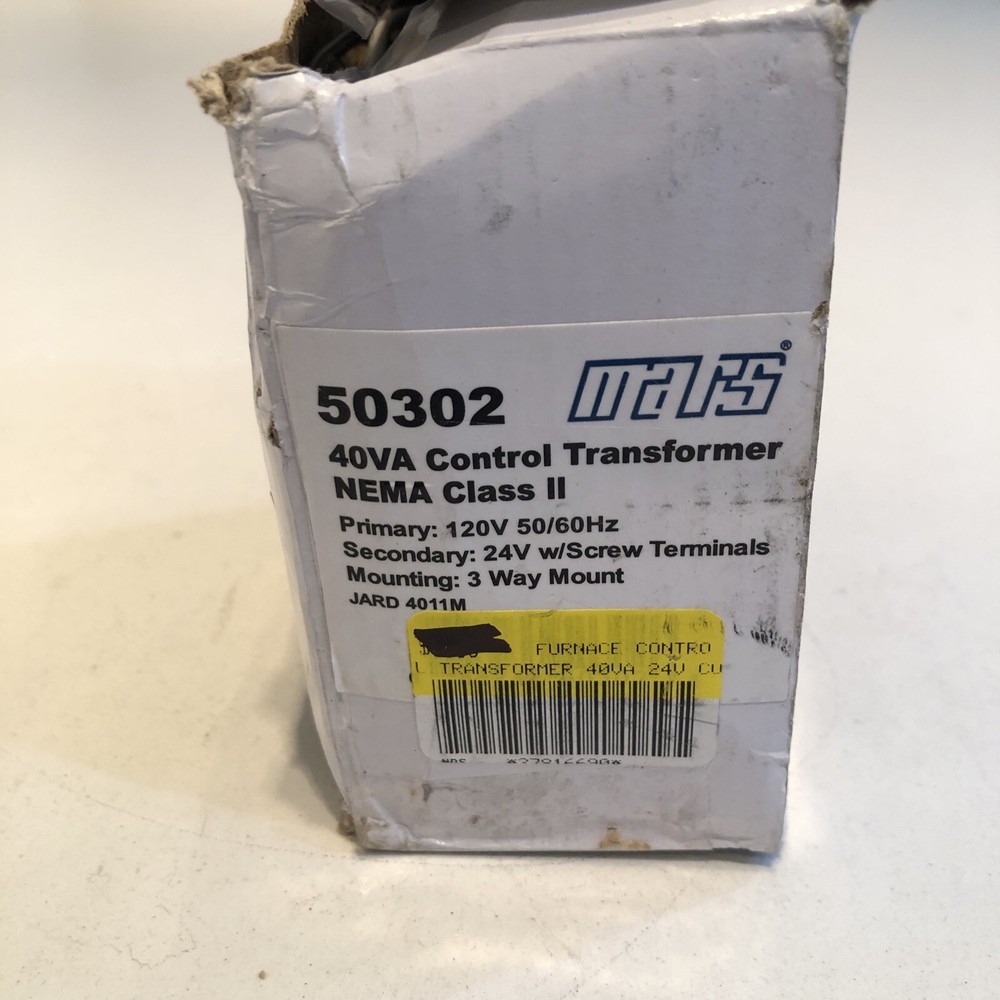 50302 mars®
40VA Control Transformer
NEMA Class II
Primary: 120V 50/60Hz
Secondary: 24V w/Screw Terminals
Mounting: 3 Way Mount
JARD 4011M
FURNACE CONTRO
L TRANSFORMER 40VA 24V CU